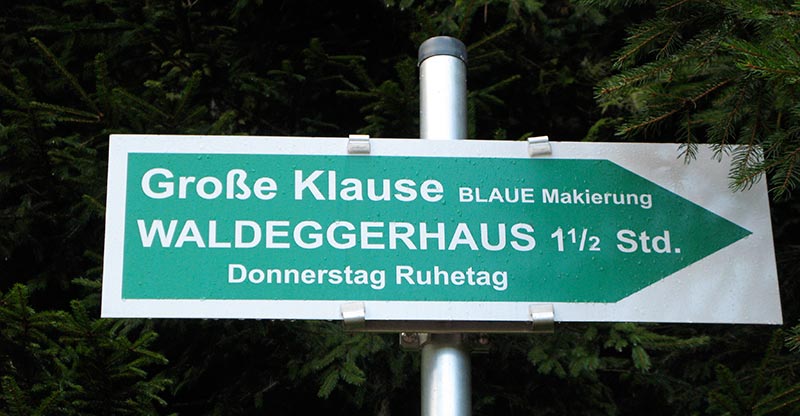 Große Klause BLAUE Makierung
WALDEGGERHAUS 1½ Std.
Donnerstag Ruhetag